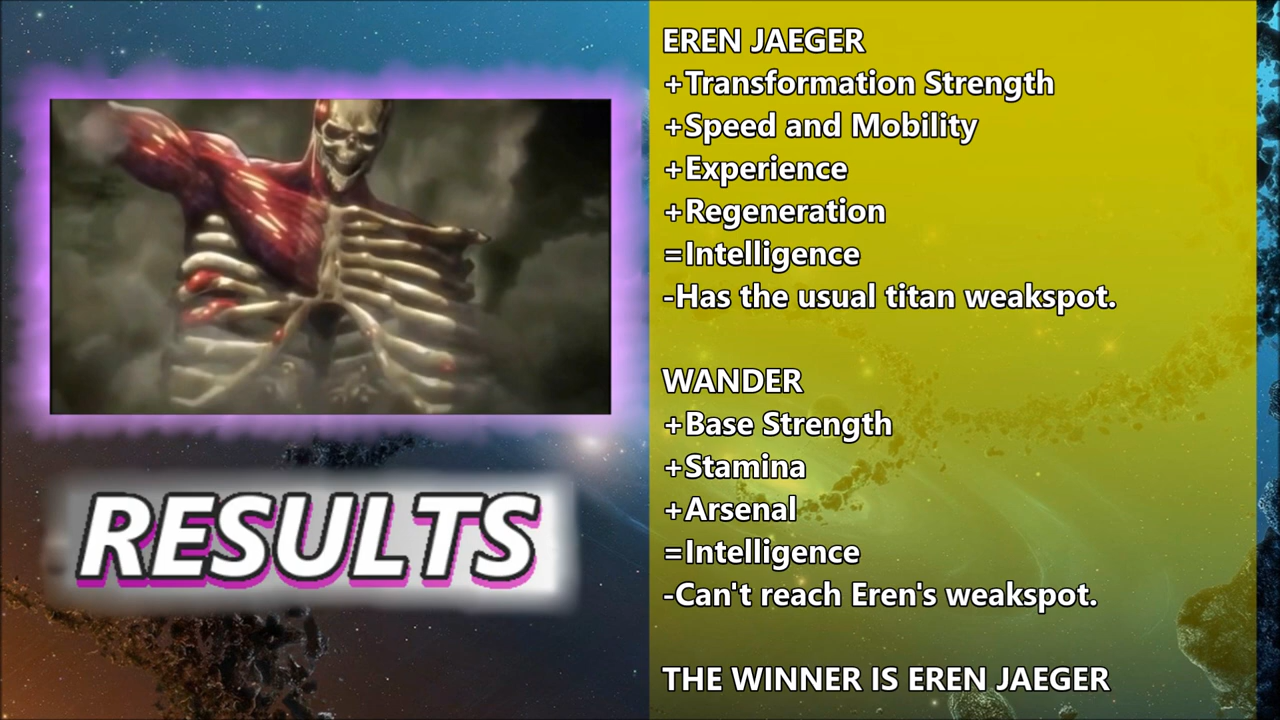 EREN JAEGER
+Transformation Strength
+Speed and Mobility
+Experience
+Regeneration
=Intelligence
-Has the usual titan weakspot.
WANDER
+Base Strength
+Stamina
+Arsenal
=Intelligence
-Can't reach Eren's weakspot.
THE WINNER IS EREN JAEGER
RESULTS